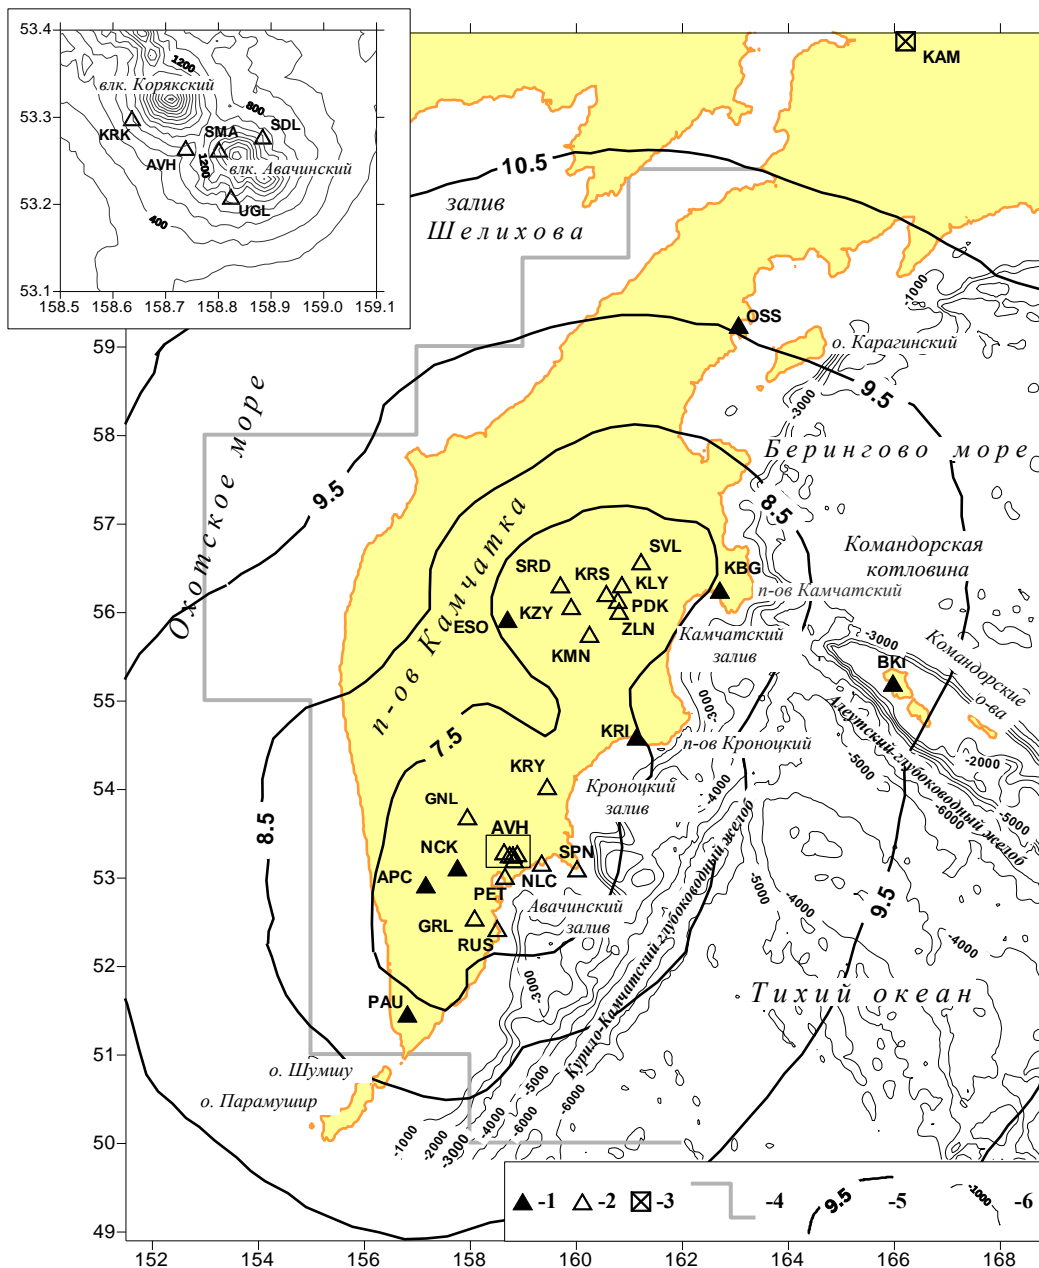 53.4
53.3
53.2
53.1
158.5 158.6 158.7 158.8 158.9 159.0 159.1
1200
влк. Корякский
800
KRK
SMA
SDL
AVH
1200
влк. Авачинский
UGL
400
KAM
10.5
залив
Шелихова
-1000
OSS
о. Карагинский
59
58
57
56
55
54
53
52
51
50
49
Охотское море
9.5
9.5
-3000
Берингово море
8.5
п-ов Камчатка
SVL
SRD
KRS
KLY
KBG
Командорская
котловина
п-ов Камчатский
ESO
KZY
PDK
ZLN
KMN
Камчатский
залив
-3000
BKI
Командорские
о-ва
-3000
KRI
п-ов Кроноцкий
Алеутский глубоководный желоб
-2000
-5000
-6000
-5000
7.5
KRY
Кроноцкий
залив
-4000
GNL
8.5
AVH
NCK
SPN
APC
PET
NLC
Авачинский
залив
GRL
RUS
-5000
-4000
9.5
-4000
-5000
-3000
Курило-Камчатский глубоководный желоб
Тихий океан
PAU
о. Шумшу
о. Парамушир
-5000
-6000
-1000
-2000
-3000
-4000
-6000
-1
-2
-3
-4
9.5
-5
-1000
-6
152 154 156 158 160 162 164 166 168